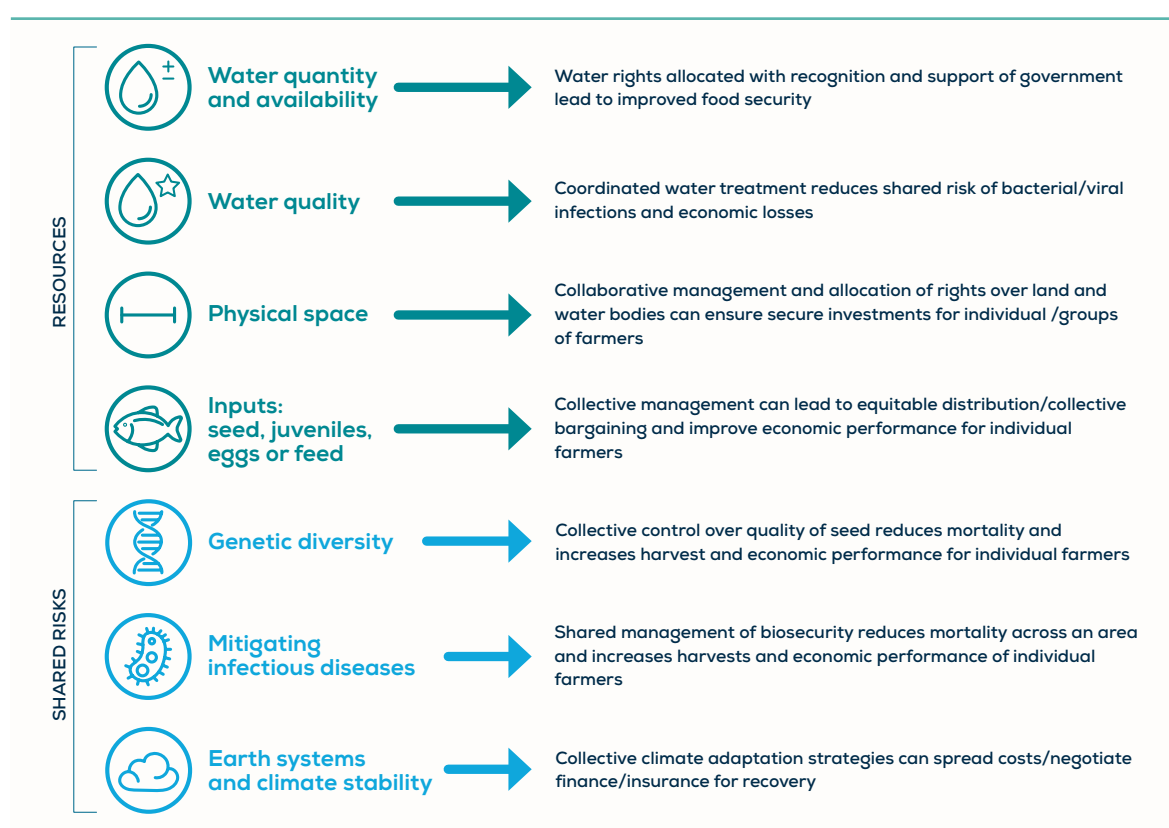 RESOURCES
Water quantity
and availability
Water rights allocated with recognition and support of government
lead to improved food security
Water quality
Coordinated water treatment reduces shared risk of bacterial/viral
infections and economic losses
Physical space
Collaborative management and allocation of rights over land and
water bodies can ensure secure investments for individual /groups
of farmers
Inputs:
seed, juveniles,
eggs or feed
Collective management can lead to equitable distribution/collective
bargaining and improve economic performance for individual
farmers
SHARED RISKS
Genetic diversity
Collective control over quality of seed reduces mortality and
increases harvest and economic performance for individual farmers
Mitigating
infectious diseases
Shared management of biosecurity reduces mortality across an area
and increases harvests and economic performance of individual
farmers
Earth systems
and climate stability
Collective climate adaptation strategies can spread costs/negotiate
finance/insurance for recovery